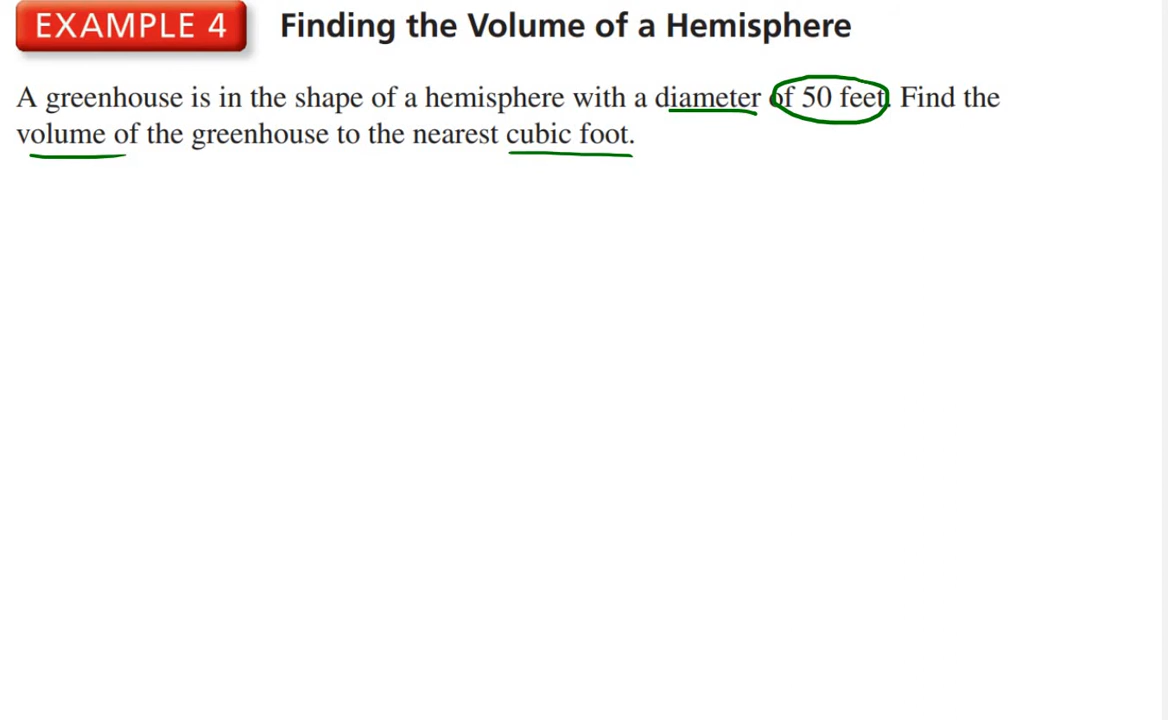 EXAMPLE 4 Finding the Volume of a Hemisphere
A greenhouse is in the shape of a hemisphere with a diameter of 50 feet. Find the
volume of the greenhouse to the nearest cubic foot.